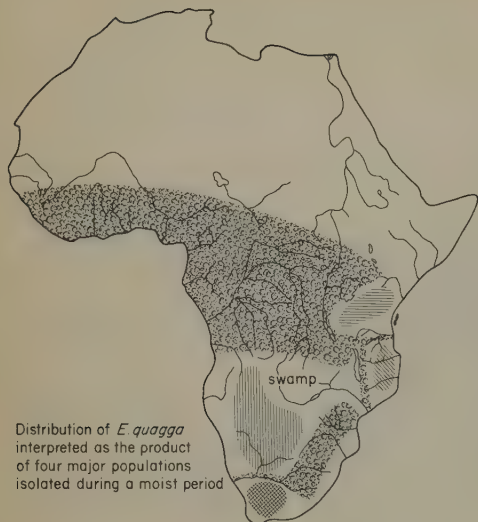 swamp
Distribution of E. quagga
interpreted as the product
of four major populations
isolated during a moist period